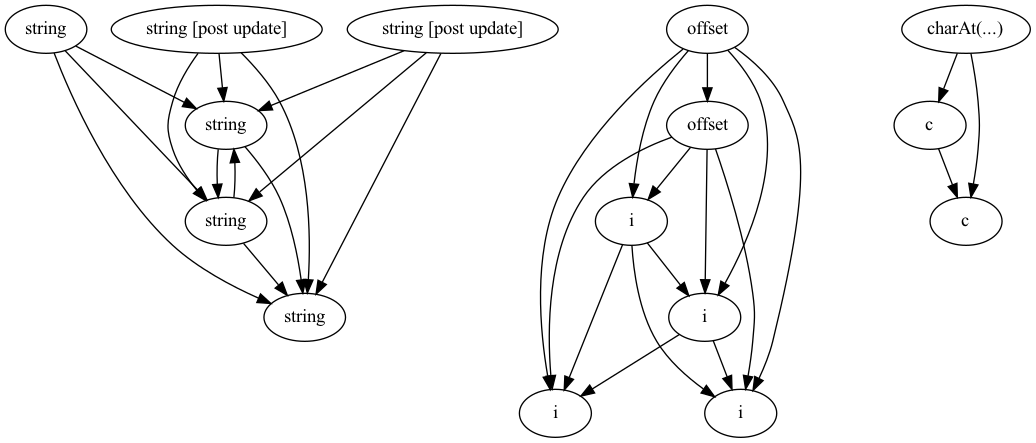 string
string [post update]
string [post update]
offset
charAt(...)
string
offset
c
string
i
c
string
i
i
i